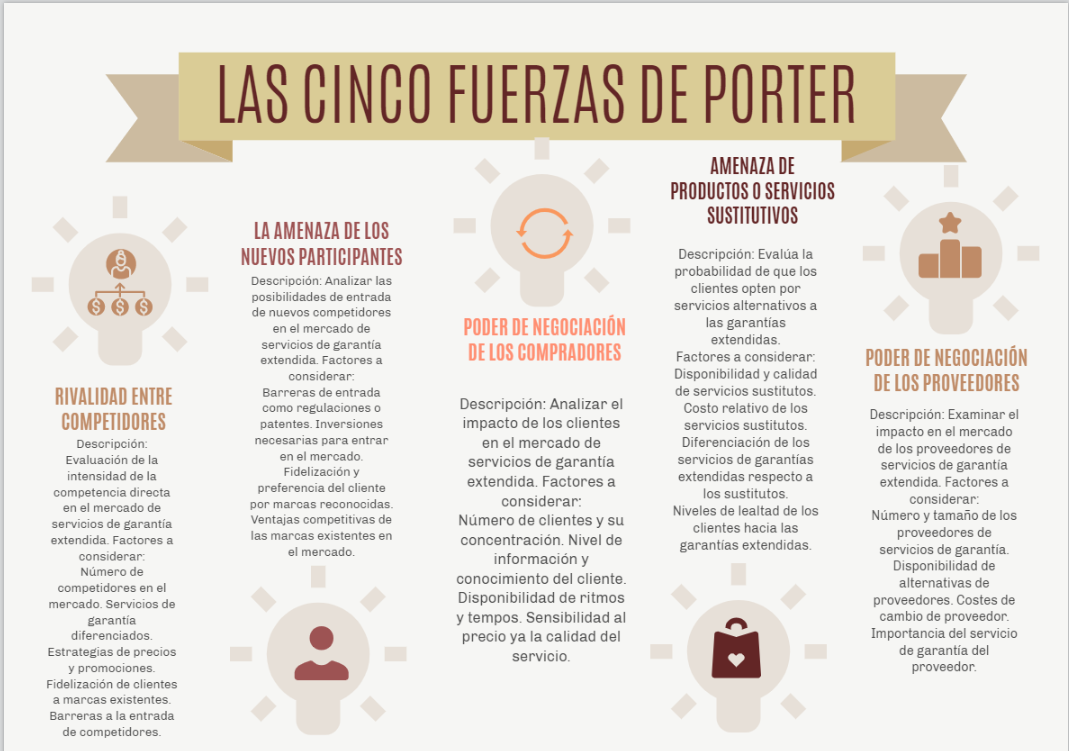 LAS CINCO FUERZAS DE PORTER
RIVALIDAD ENTRE
COMPETIDORES
Descripción:
Evaluación de la
intensidad de la
competencia directa
en el mercado de
servicios de garantía
extendida. Factores a
considerar:
Número de
competidores en el
mercado. Servicios de
garantía
diferenciados.
Estrategias de precios
y promociones.
Fidelización de clientes
a marcas existentes.
Barreras a la entrada
de competidores.
LA AMENAZA DE LOS
NUEVOS PARTICIPANTES
Descripción: Analizar las
posibilidades de entrada
de nuevos competidores
en el mercado de
servicios de garantía
extendida. Factores a
considerar:
Barreras de entrada
como regulaciones o
patentes. Inversiones
necesarias para entrar
en el mercado.
Fidelización y
preferencia del cliente
por marcas reconocidas.
Ventajas competitivas de
las marcas existentes en
el mercado.
PODER DE NEGOCIACIÓN
DE LOS COMPRADORES
Descripción: Analizar el
impacto de los clientes
en el mercado de
servicios de garantía
extendida. Factores a
considerar:
Número de clientes y su
concentración. Nivel de
información y
conocimiento del cliente.
Disponibilidad de ritmos
y tempos. Sensibilidad al
precio ya la calidad del
servicio.
AMENAZA DE
PRODUCTOS O SERVICIOS
SUSTITUTIVOS
Descripción: Evalúa la
probabilidad de que los
clientes opten por
servicios alternativos a
las garantías
extendidas.
Factores a considerar:
Disponibilidad y calidad
de servicios sustitutos.
Costo relativo de los
servicios sustitutos.
Diferenciación de los
servicios de garantías
extendidas respecto a
los sustitutos.
Niveles de lealtad de los
clientes hacia las
garantías extendidas.
PODER DE NEGOCIACIÓN
DE LOS PROVEEDORES
Descripción: Examinar el
impacto en el mercado
de los proveedores de
servicios de garantía
extendida. Factores a
considerar:
Número y tamaño de los
proveedores de
servicios de garantía.
Disponibilidad de
alternativas de
proveedores. Costes de
cambio de proveedor.
Importancia del servicio
de garantía del
proveedor.